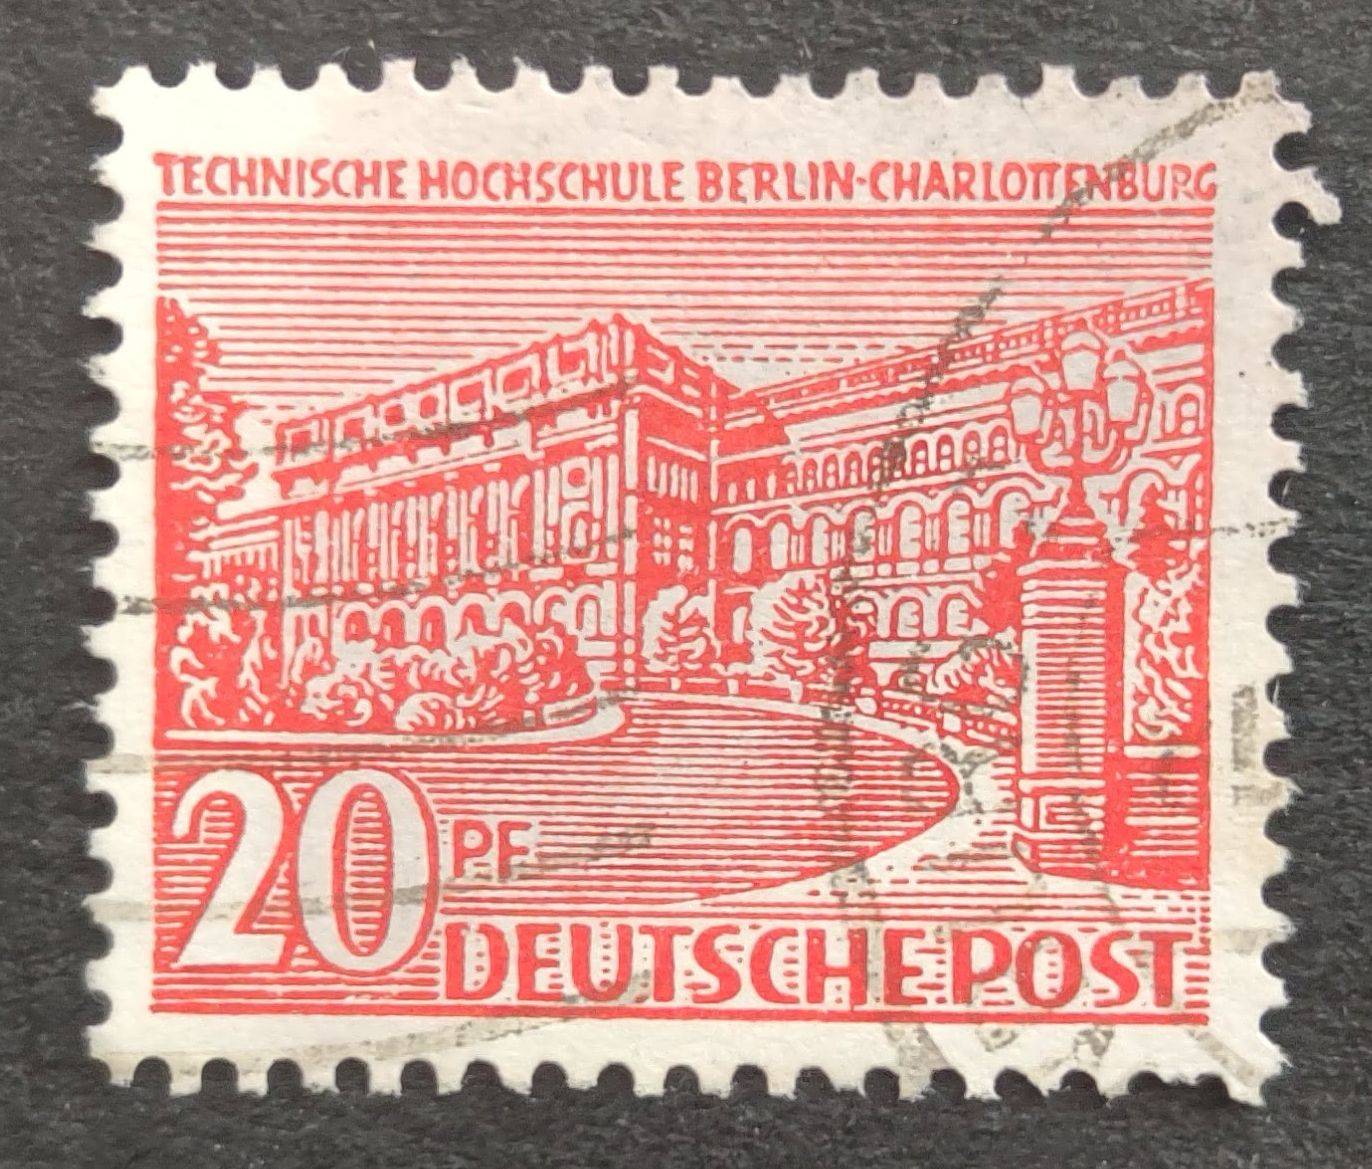 TECHNISCHE HOCHSCHULE BERLIN-CHARLOTTENBURG
20 PF
DEUTSCHE POST